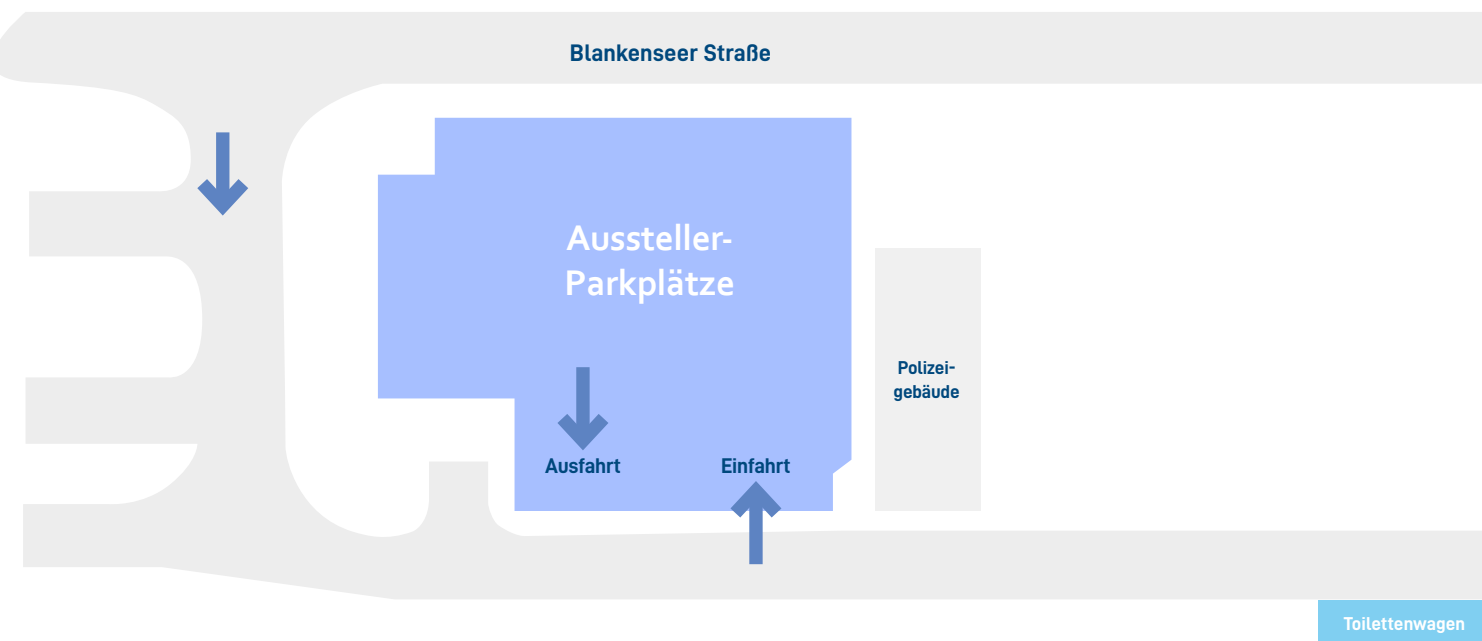 Blankenseer Straße
Aussteller-
Parkplätze
Polizei-
gebäude
Ausfahrt
Einfahrt
Toilettenwagen